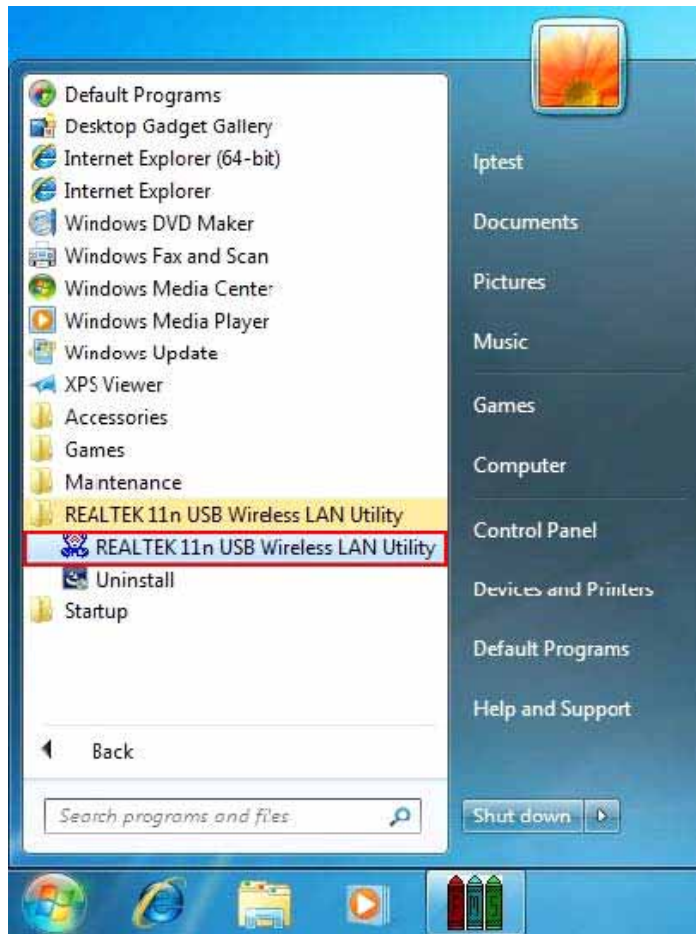 Default Programs
Desktop Gadget Gallery
Internet Explorer (64-bit)
Internet Explorer
Windows DVD Maker
Windows Fax and Scan
Windows Media Center
Windows Media Player
Windows Update
XPS Viewer
Accessories
Games
Maintenance
REALTEK 11n USB Wireless LAN Utility
REALTEK 11n USB Wireless LAN Utility
Uninstall
Startup
Back
Search programs and files
Iptest
Documents
Pictures
Music
Games
Computer
Control Panel
Devices and Printers
Default Programs
Help and Support
Shut down